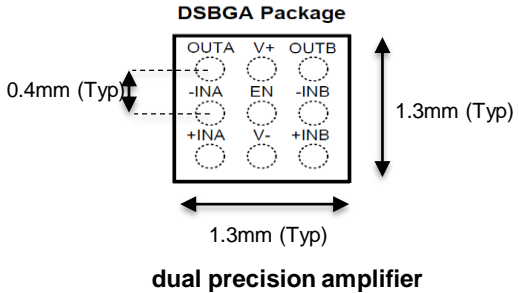 DSBGA Package
OUTA V+ OUTB
0.4mm (Typ)
-INA EN -INB
1.3mm (Typ)
+INA V- +INB
1.3mm (Typ)
dual precision amplifier